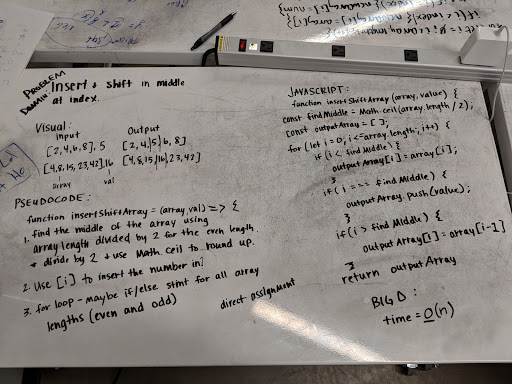 PROBLEM DOMAIN: Insert + shift in middle
at index.
Visual:
input Output
[2,4,6,8], 5 [2,4,5,6,8]
[4,8,15,23,42],16 [4,8,15,16,23,42]
array val
PSEUDOCODE:
function insertShiftArray = (array, val) => {
1. find the middle of the array using
array length divided by 2 for the even length.
+ divide by 2 + use Math.ceil to round up.
2. Use [i] to insert the number in
3. for loop - maybe if/else stmt for all array
lengths (even and odd)
direct assignment
JAVASCRIPT:
function insertShiftArray (array, value) {
const findMiddle = Math.ceil(array.length/2);
const outputArray = [];
for (let i = 0; i <= array.length; i++) {
if (i < findMiddle) {
outputArray[i] = array[i];
}
if (i === findMiddle) {
outputArray.push(value);
}
if (i > findMiddle) {
outputArray[i] = array[i-1]
}
return outputArray
BIG O:
time = O(n)